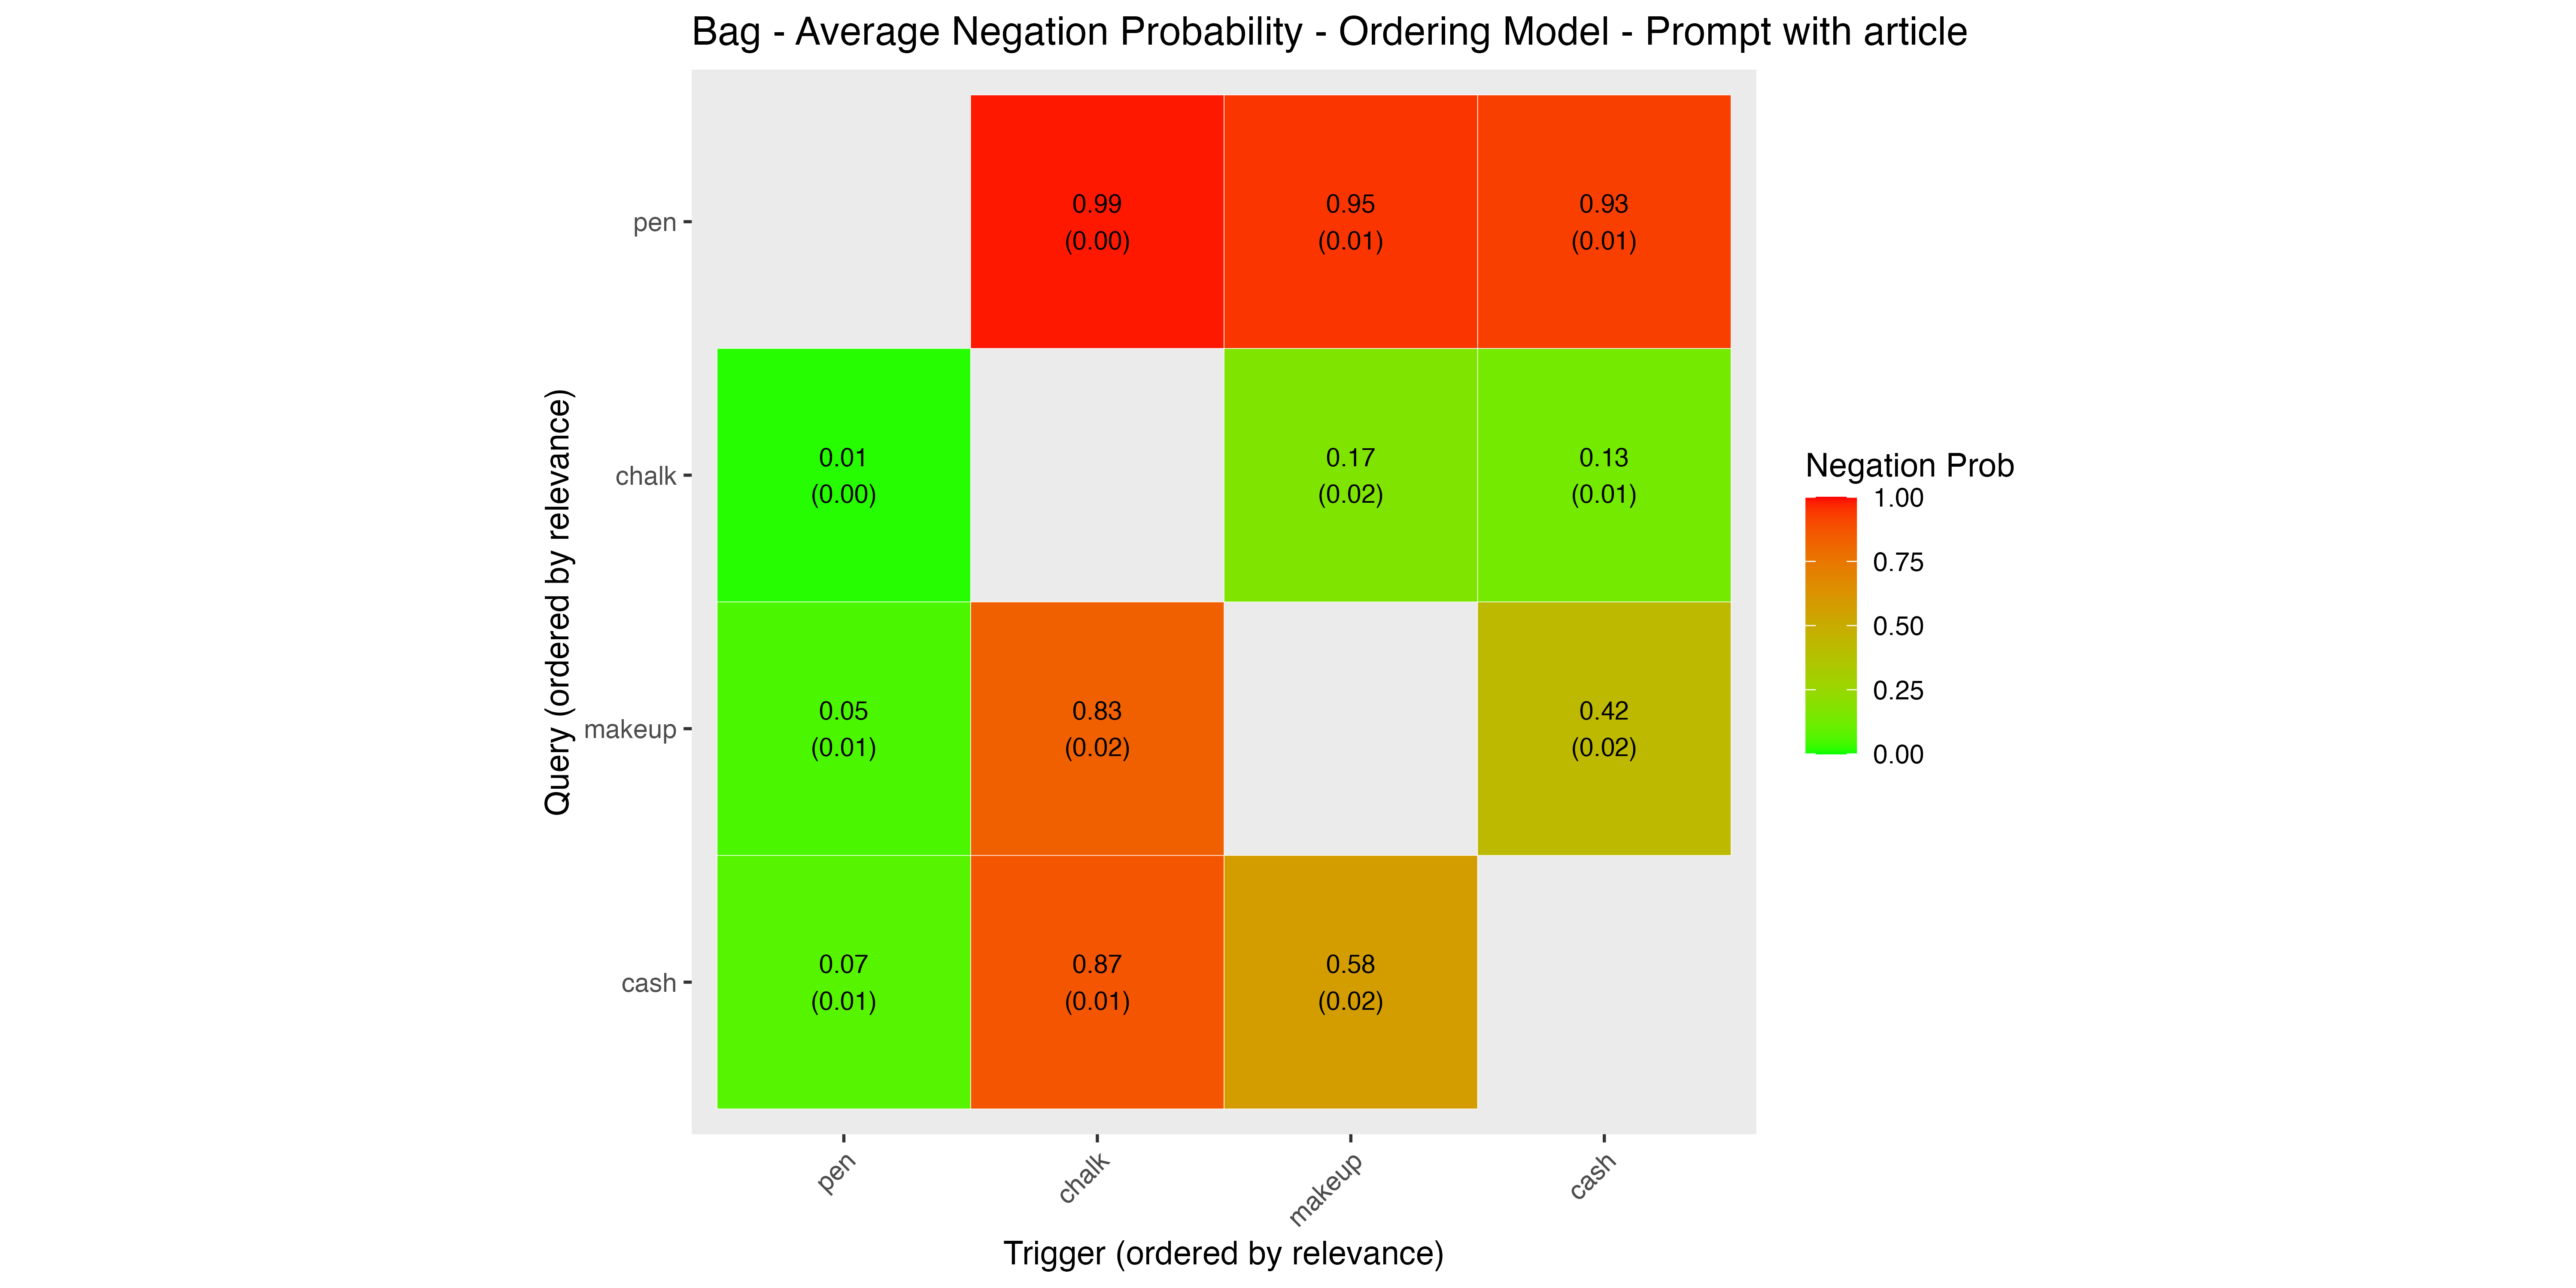 Bag - Average Negation Probability - Ordering Model - Prompt with article
Query (ordered by relevance)
pen
0.99
(0.00)
0.95
(0.01)
0.93
(0.01)
chalk
0.01
(0.00)
0.17
(0.02)
0.13
(0.01)
makeup
0.05
(0.01)
0.83
(0.02)
0.42
(0.02)
cash
0.07
(0.01)
0.87
(0.01)
0.58
(0.02)
pen
chalk
makeup
cash
Trigger (ordered by relevance)
Negation Prob
1.00
0.75
0.50
0.25
0.00